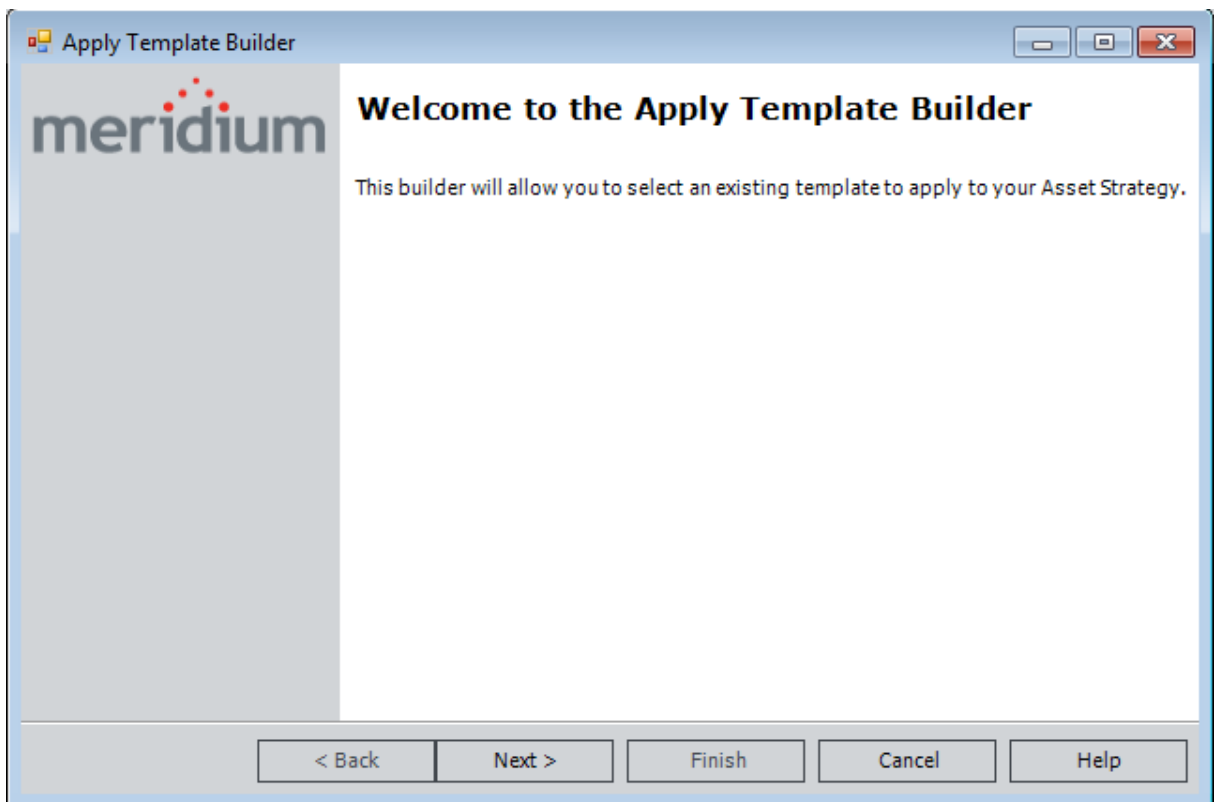 Apply Template Builder
meridium
Welcome to the Apply Template Builder
This builder will allow you to select an existing template to apply to your Asset Strategy.
< Back Next > Finish Cancel Help